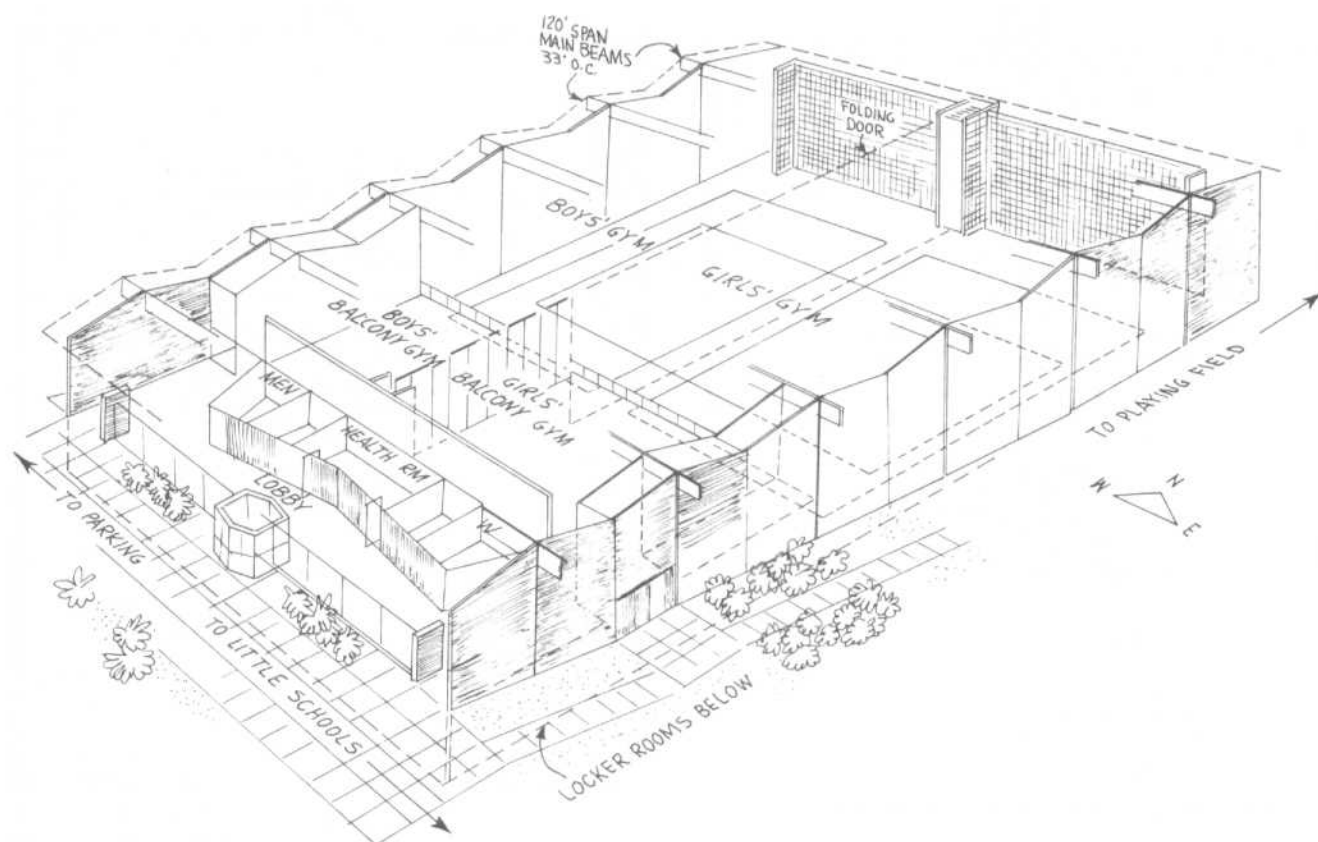 120' SPAN
MAIN BEAMS
33' O.C.
FOLDING
DOOR
BOYS' GYM
GIRLS' GYM
BOYS'
BALCONY GYM
GIRLS'
BALCONY GYM
MEN
HEALTH RM
W
LOBBY
TO PLAYING FIELD
W
N
E
TO PARKING
TO LITTLE SCHOOLS
LOCKER ROOMS BELOW